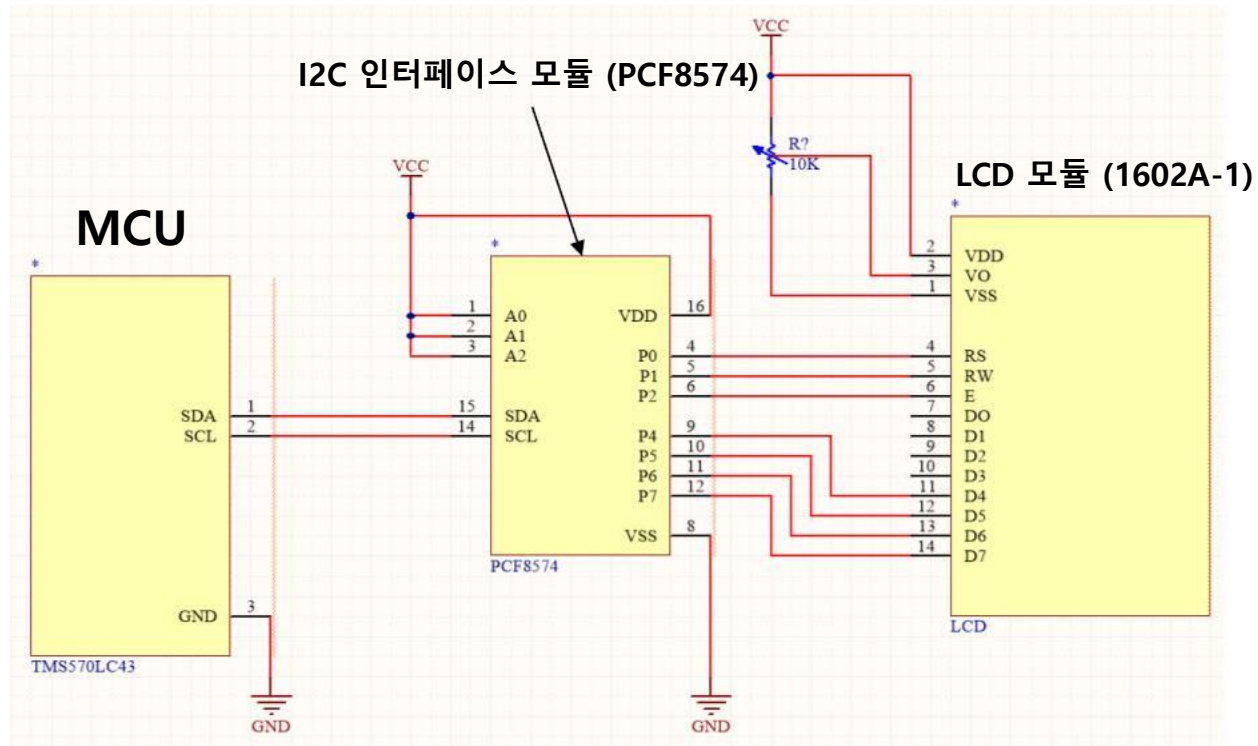 VCC
I2C 인터페이스 모듈 (PCF8574)
R?
10K
VCC
LCD 모듈 (1602A-1)
MCU
*
SDA 1
SCL 2
GND 3
TMS570LC43
GND
*
1 A0
2 A1
3 A2
15 SDA
14 SCL
VDD 16
P0 4
P1 5
P2 6
P4 9
P5 10
P6 11
P7 12
VSS 8
PCF8574
GND
*
2 VDD
3 VO
1 VSS
4 RS
5 RW
6 E
7 DO
8 D1
9 D2
10 D3
11 D4
12 D5
13 D6
14 D7
LCD